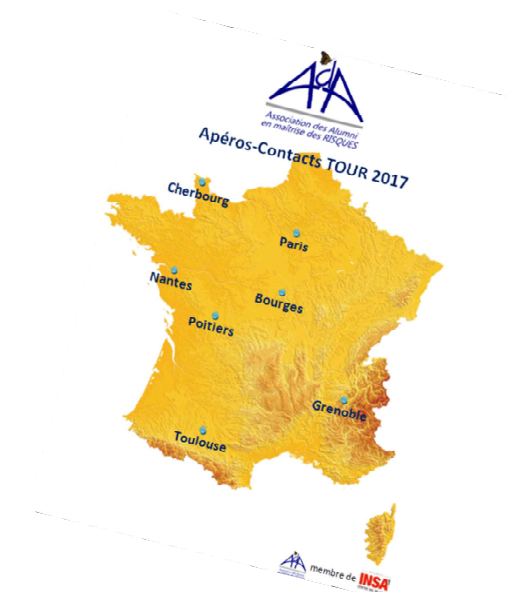 AdA
Association des Alumni
en maîtrise des RISQUES
Apéros-Contacts TOUR 2017
Cherbourg
Paris
Nantes
Bourges
Poitiers
Grenoble
Toulouse
membre de INSA